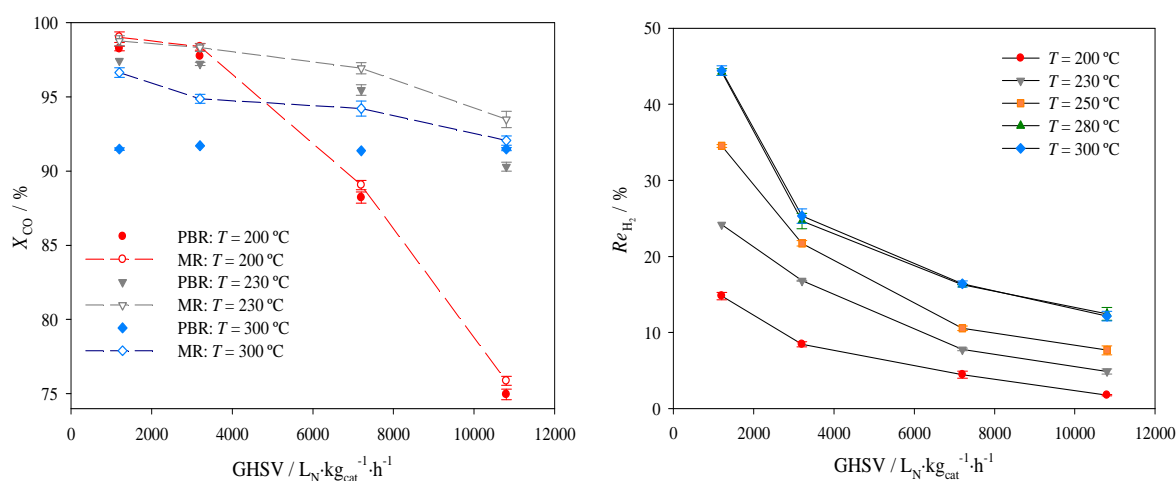 100
95
90
85
80
75
X_CO / %
PBR: T = 200 ºC
MR: T = 200 ºC
PBR: T = 230 ºC
MR: T = 230 ºC
PBR: T = 300 ºC
MR: T = 300 ºC
0 2000 4000 6000 8000 10000 12000
GHSV / L_N·kg_cat^-1·h^-1
50
40
30
20
10
0
Re_H2 / %
T = 200 ºC
T = 230 ºC
T = 250 ºC
T = 280 ºC
T = 300 ºC
0 2000 4000 6000 8000 10000 12000
GHSV / L_N·kg_cat^-1·h^-1